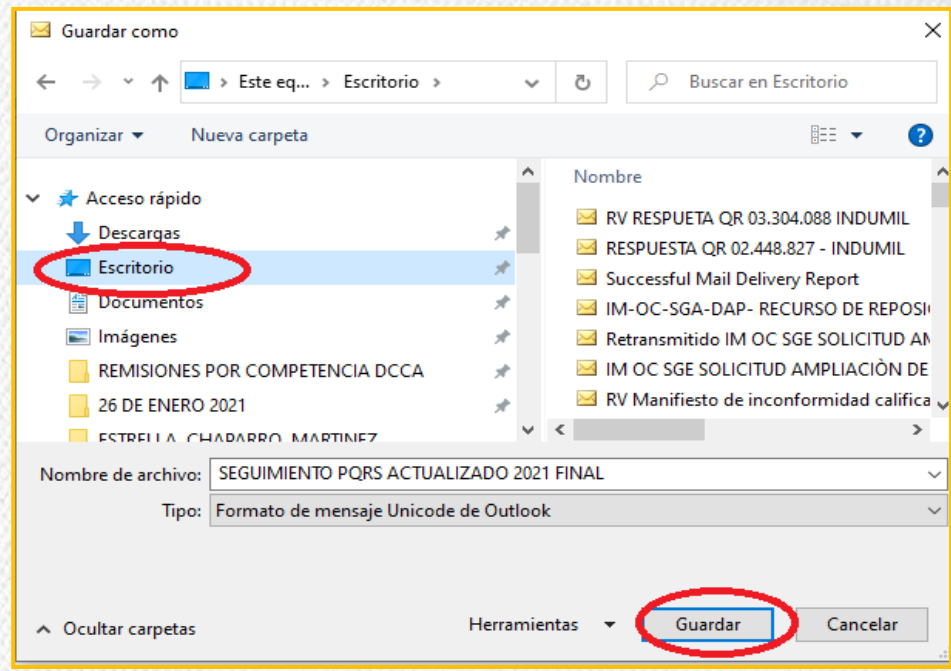 Guardar como
Este eq... > Escritorio >
Buscar en Escritorio
Organizar
Nueva carpeta
Acceso rápido
Descargas
Escritorio
Documentos
Imágenes
REMISIONES POR COMPETENCIA DCCA
26 DE ENERO 2021
ESTRELLA CHAPARRO MARTINEZ
Nombre
RV RESPUETA QR 03.304.088 INDUMIL
RESPUESTA QR 02.448.827 - INDUMIL
Successful Mail Delivery Report
IM-OC-SGA-DAP- RECURSO DE REPOSI
Retransmitido IM OC SGE SOLICITUD AM
IM OC SGE SOLICITUD AMPLIACIÒN DE
RV Manifiesto de inconformidad califica
Nombre de archivo: SEGUIMIENTO PQRS ACTUALIZADO 2021 FINAL
Tipo: Formato de mensaje Unicode de Outlook
Ocultar carpetas
Herramientas
Guardar
Cancelar